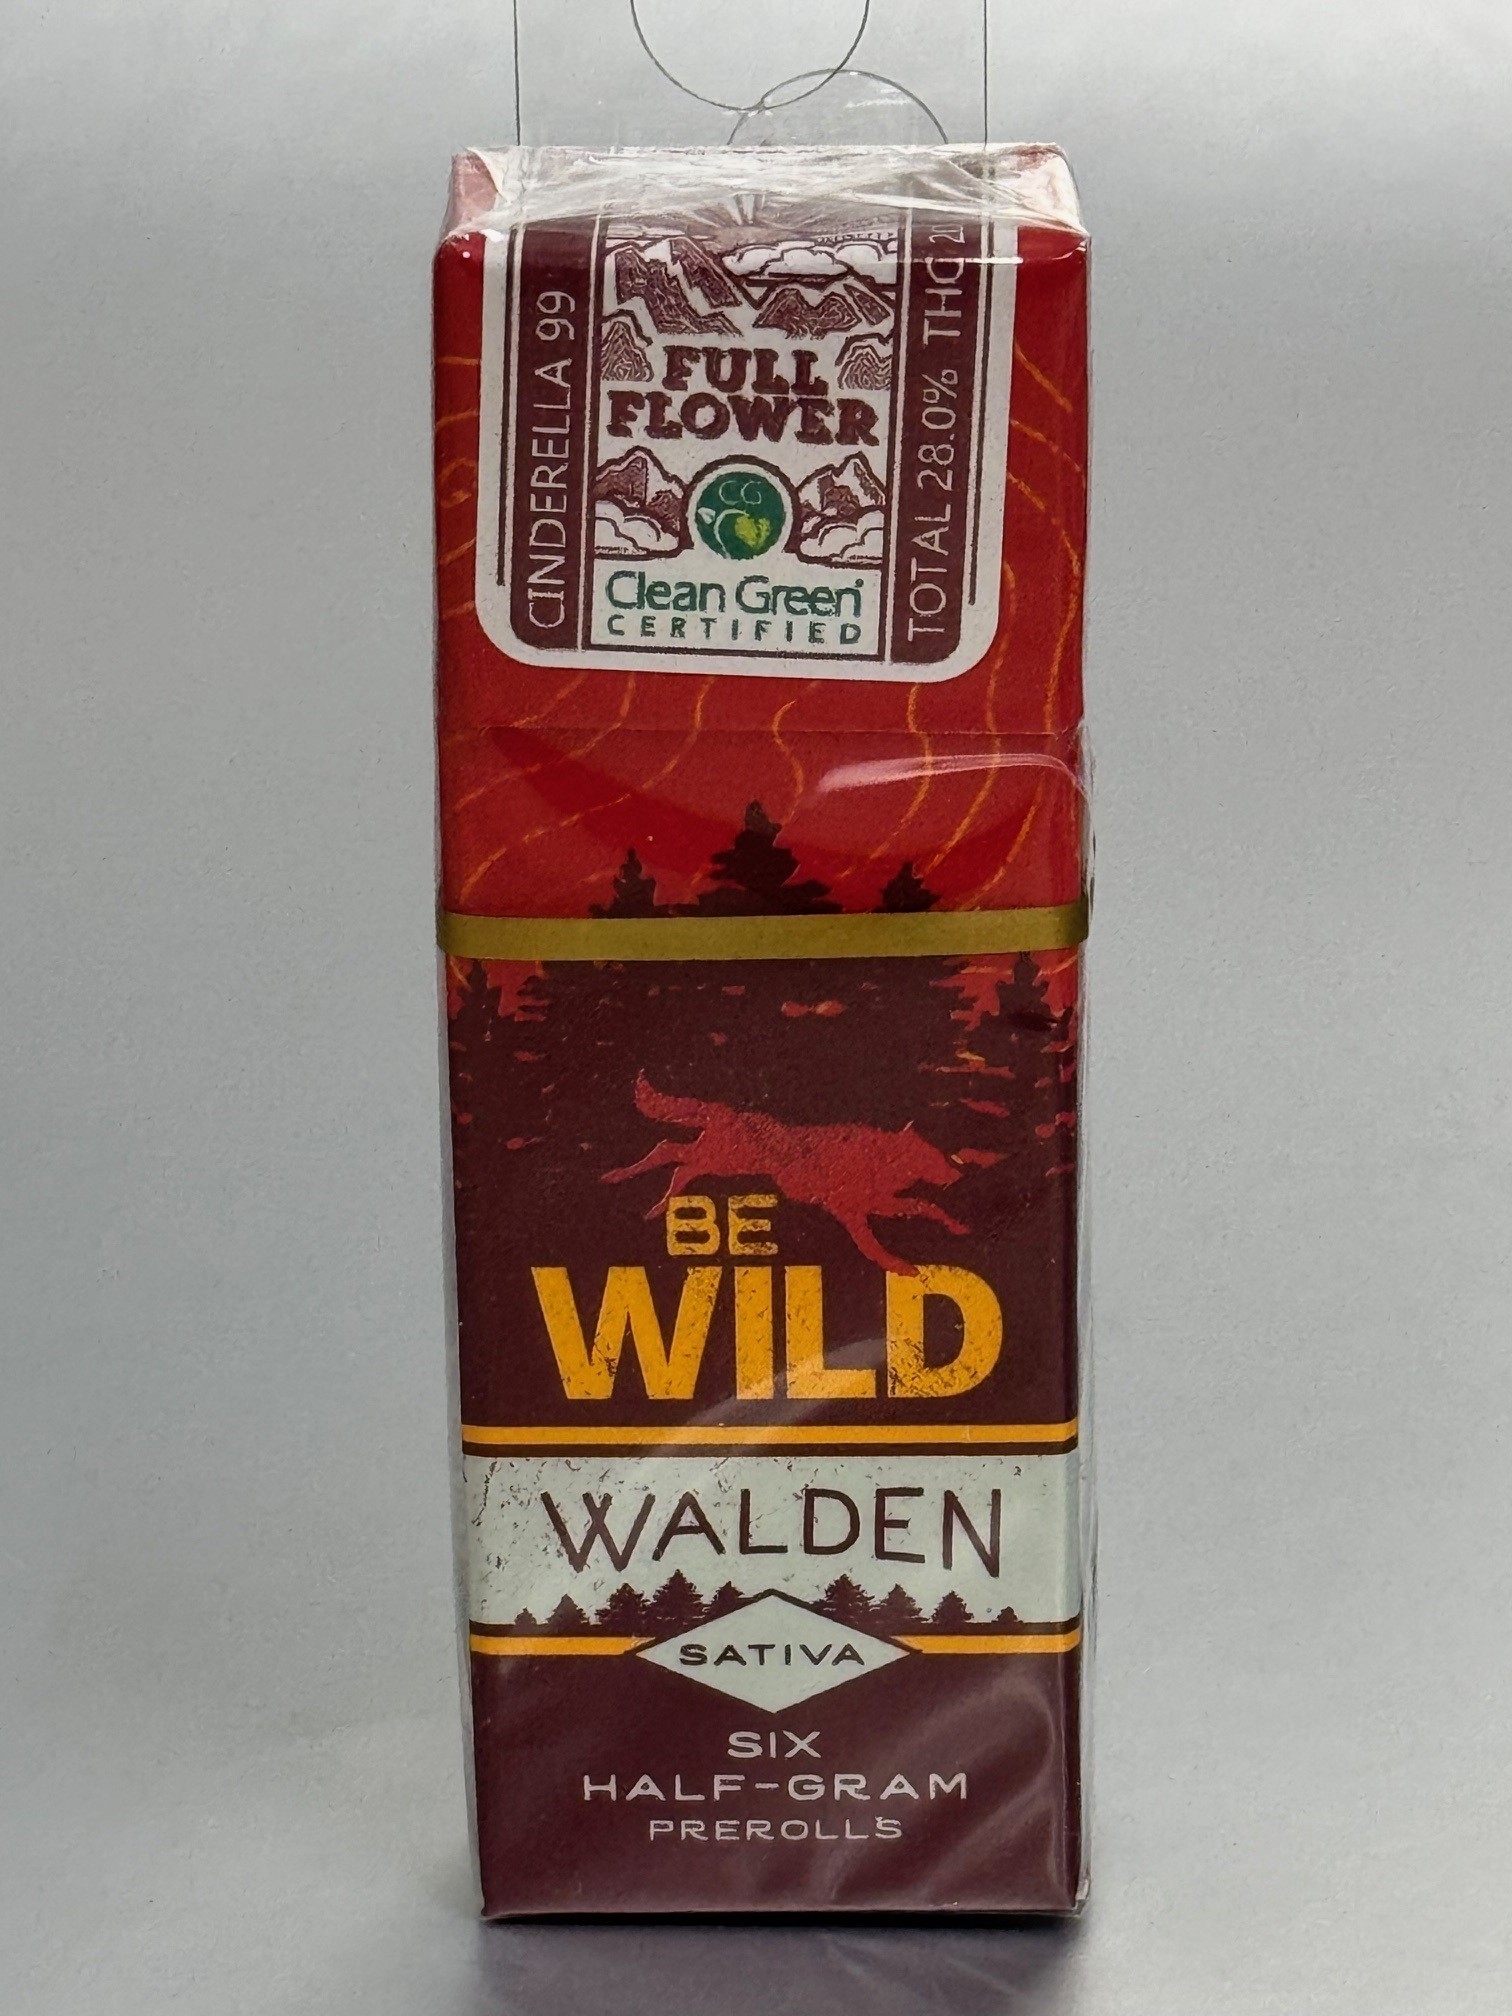 CINDERELLA 99
FULL
FLOWER
CG
Clean Green
CERTIFIED
TOTAL 28.0% THC
BE
WILD
WALDEN
SATIVA
SIX
HALF-GRAM
PREROLLS